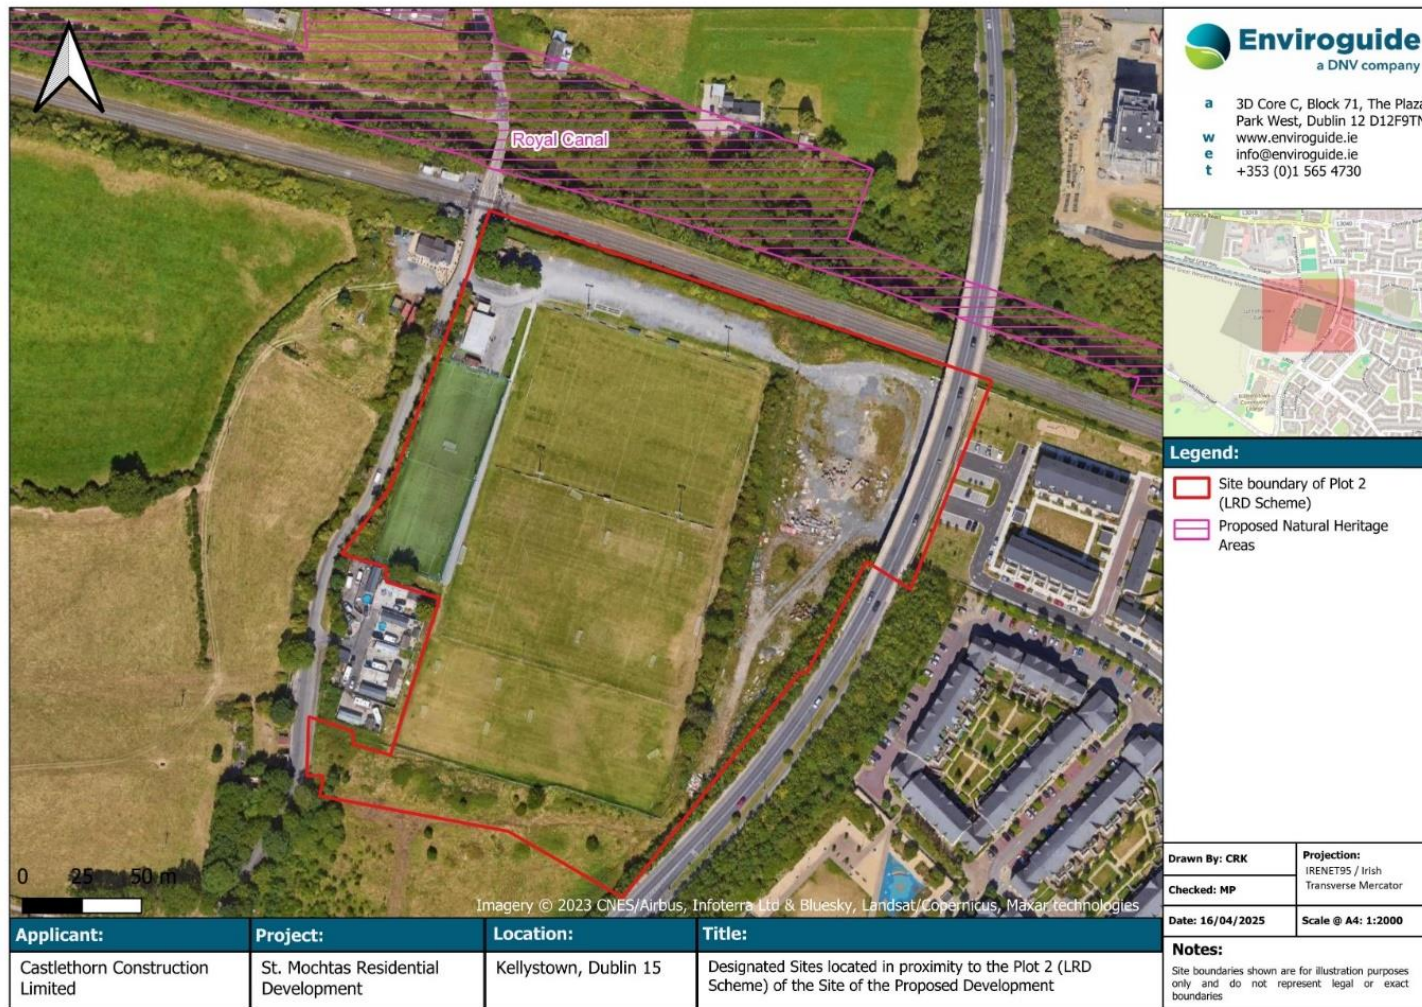 Enviroguide
a DNV company
a 3D Core C, Block 71, The Plaza
Park West, Dublin 12 D12F9TN
w www.enviroguide.ie
e info@enviroguide.ie
t +353 (0)1 565 4730
Royal Canal
Legend:
Site boundary of Plot 2
(LRD Scheme)
Proposed Natural Heritage
Areas
0 25 50 m
Imagery © 2023 CNES/Airbus, Infoterra Ltd & Bluesky, Landsat/Copernicus, Maxar technologies
Drawn By: CRK
Checked: MP
Projection:
IRENET95 / Irish
Transverse Mercator
Date: 16/04/2025
Scale @ A4: 1:2000
Notes:
Site boundaries shown are for illustration purposes
only and do not represent legal or exact
boundaries
Applicant:
Castlethorn Construction
Limited
Project:
St. Mochtas Residential
Development
Location:
Kellystown, Dublin 15
Title:
Designated Sites located in proximity to the Plot 2 (LRD
Scheme) of the Site of the Proposed Development